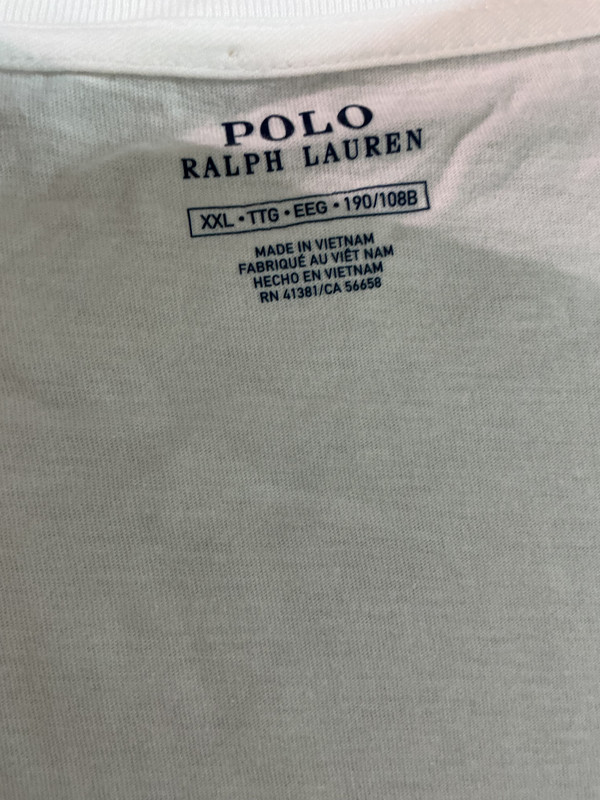 POLO
RALPH LAUREN
XXL • TTG • EEG • 190/108B
MADE IN VIETNAM
FABRIQUÉ AU VIÊT NAM
HECHO EN VIETNAM
RN 41381/CA 56658